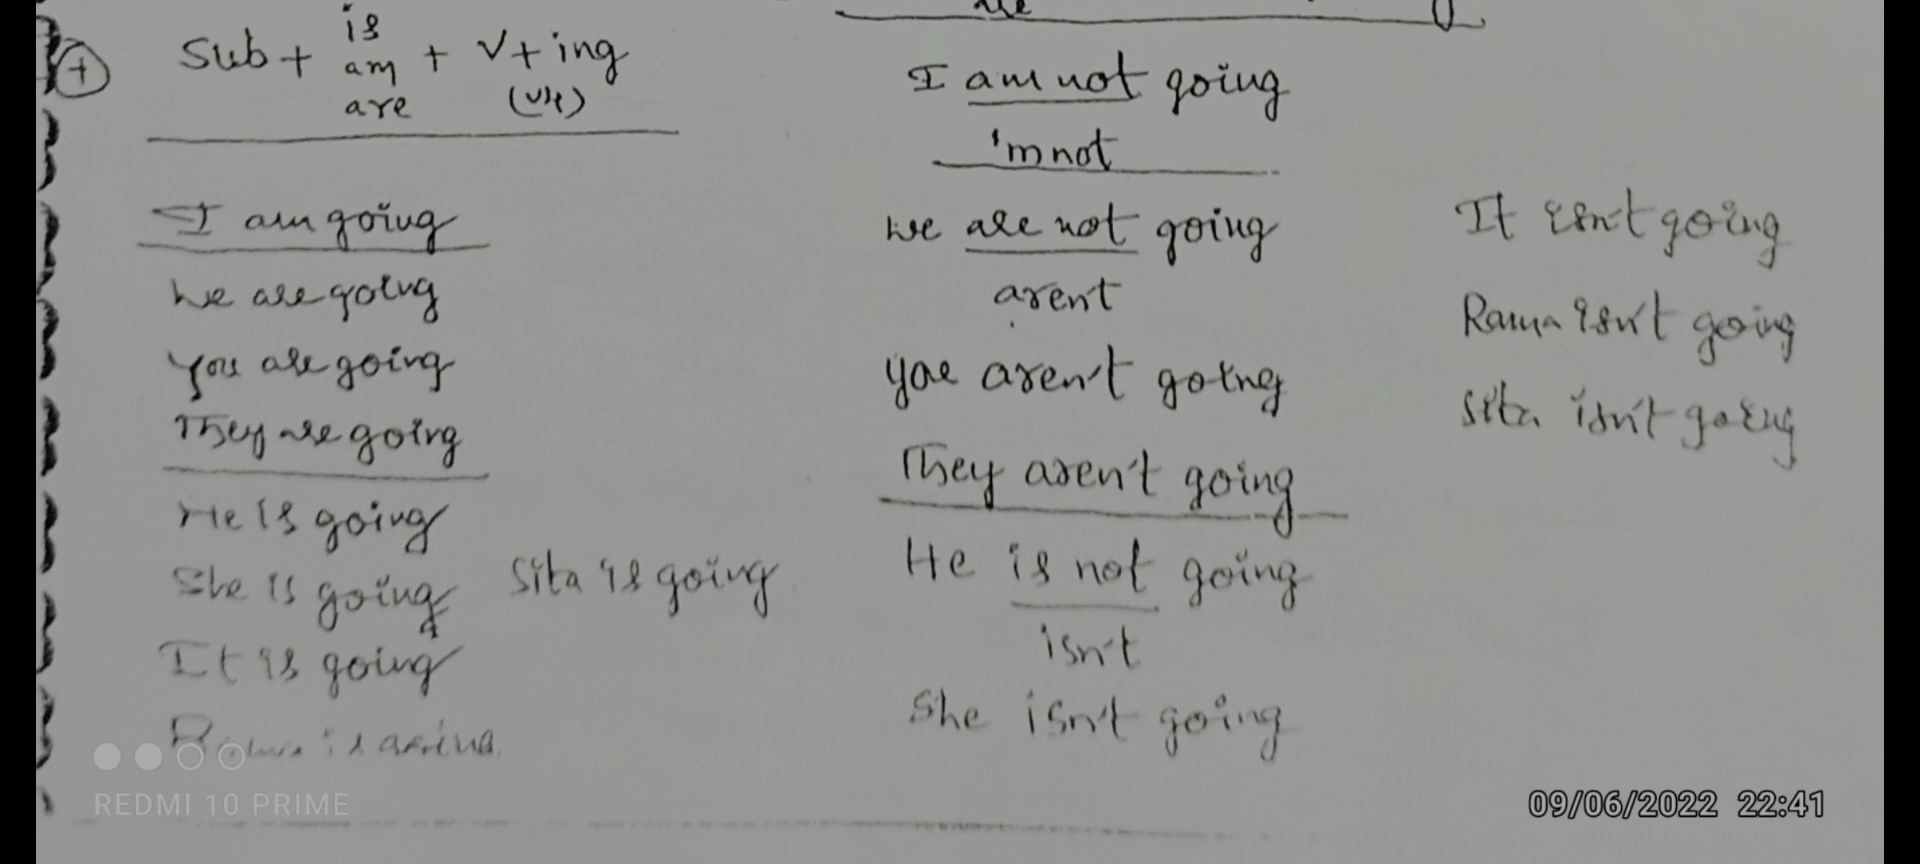 (+) Sub + is/am/are + V+ing
(V4)
I am going
We are going
You are going
They are going
He is going
She is going
Sita is going
It is going
is
are
I am not going
'm not
We are not going
arent
You aren't going
They aren't going
He is not going
isn't
She isn't going
It isn't going
Rama isn't going
Sita isn't going
REDMI 10 PRIME
09/06/2022 22:41